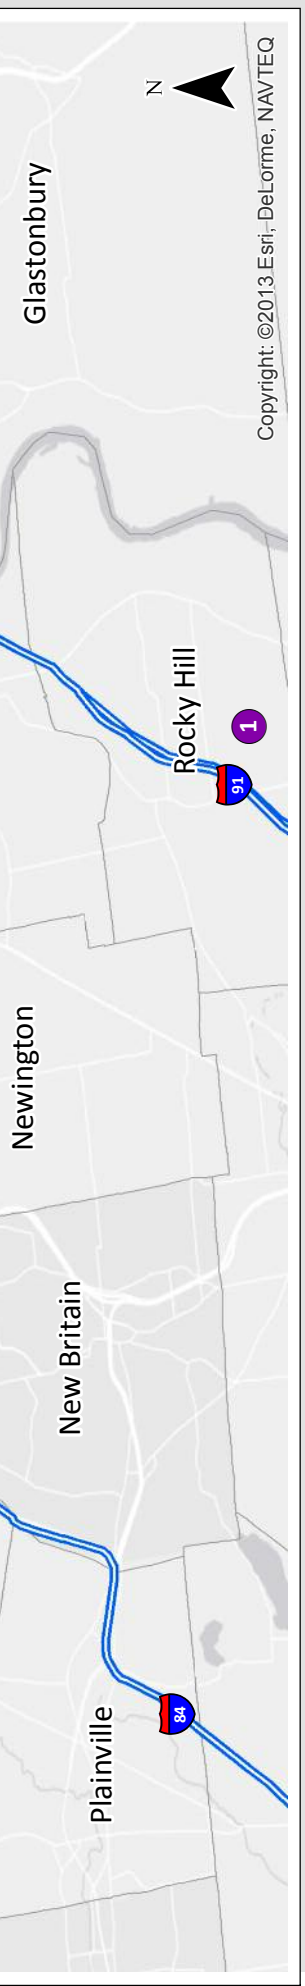 N
Glastonbury
Newington
New Britain
Rocky Hill
1
91
Plainville
84
Copyright: ©2013 Esri, DeLorme, NAVTEQ